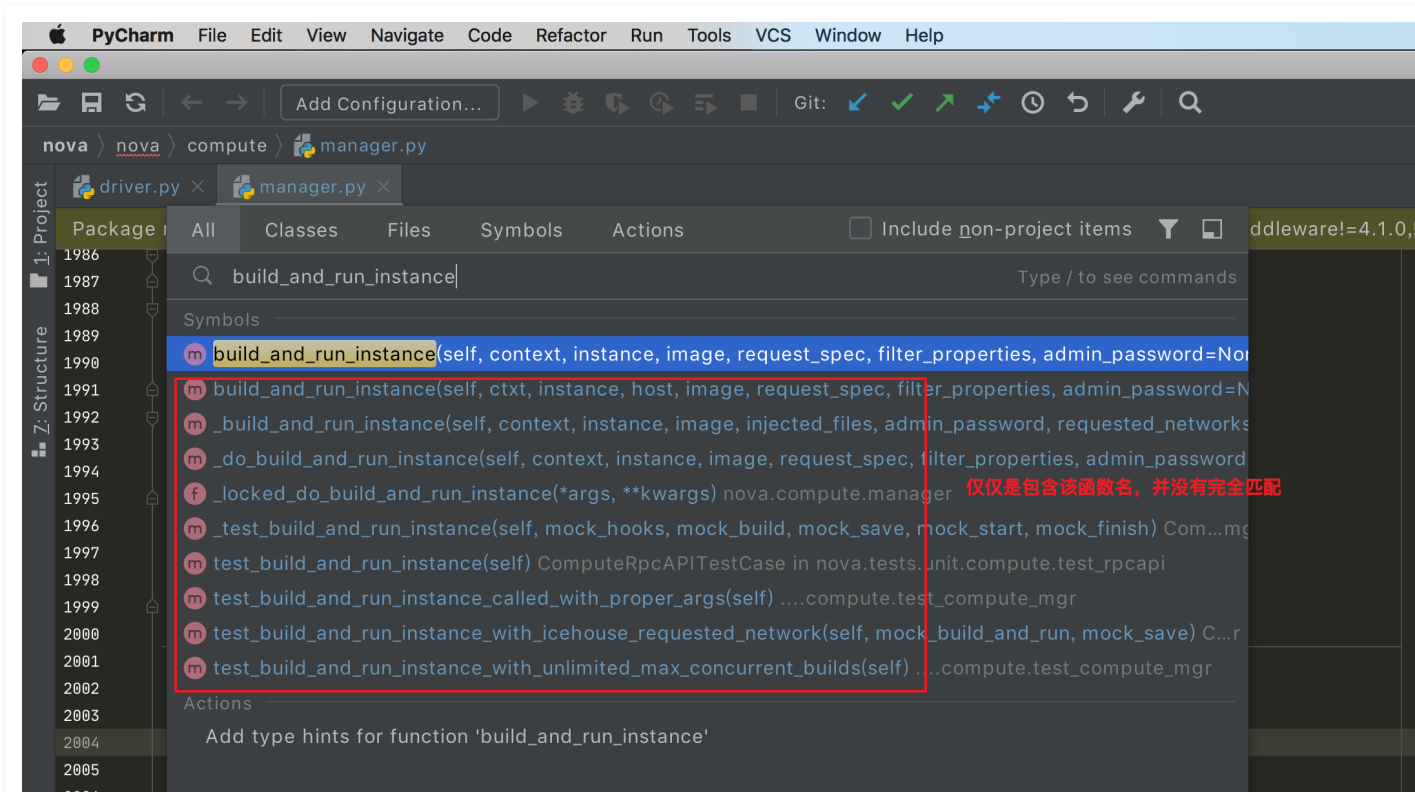 PyCharm File Edit View Navigate Code Refactor Run Tools VCS Window Help
Add Configuration... Git:
nova nova compute manager.py
driver.py manager.py
1: Project
Z: Structure
Package ddleware!=4.1.0,
All Classes Files Symbols Actions Include non-project items
build_and_run_instance Type / to see commands
Symbols
build_and_run_instance(self, context, instance, image, request_spec, filter_properties, admin_password=Nor
build_and_run_instance(self, ctxt, instance, host, image, request_spec, filter_properties, admin_password=N
_build_and_run_instance(self, context, instance, image, injected_files, admin_password, requested_networks
_do_build_and_run_instance(self, context, instance, image, request_spec, filter_properties, admin_password
_locked_do_build_and_run_instance(*args, **kwargs) nova.compute.manager
仅仅是包含该函数名，并没有完全匹配
_test_build_and_run_instance(self, mock_hooks, mock_build, mock_save, mock_start, mock_finish) Com...mg
test_build_and_run_instance(self) ComputeRpcAPITestCase in nova.tests.unit.compute.test_rpcapi
test_build_and_run_instance_called_with_proper_args(self) ....compute.test_compute_mgr
test_build_and_run_instance_with_icehouse_requested_network(self, mock_build_and_run, mock_save) C...r
test_build_and_run_instance_with_unlimited_max_concurrent_builds(self) ....compute.test_compute_mgr
Actions
Add type hints for function 'build_and_run_instance'
1986
1987
1988
1989
1990
1991
1992
1993
1994
1995
1996
1997
1998
1999
2000
2001
2002
2003
2004
2005